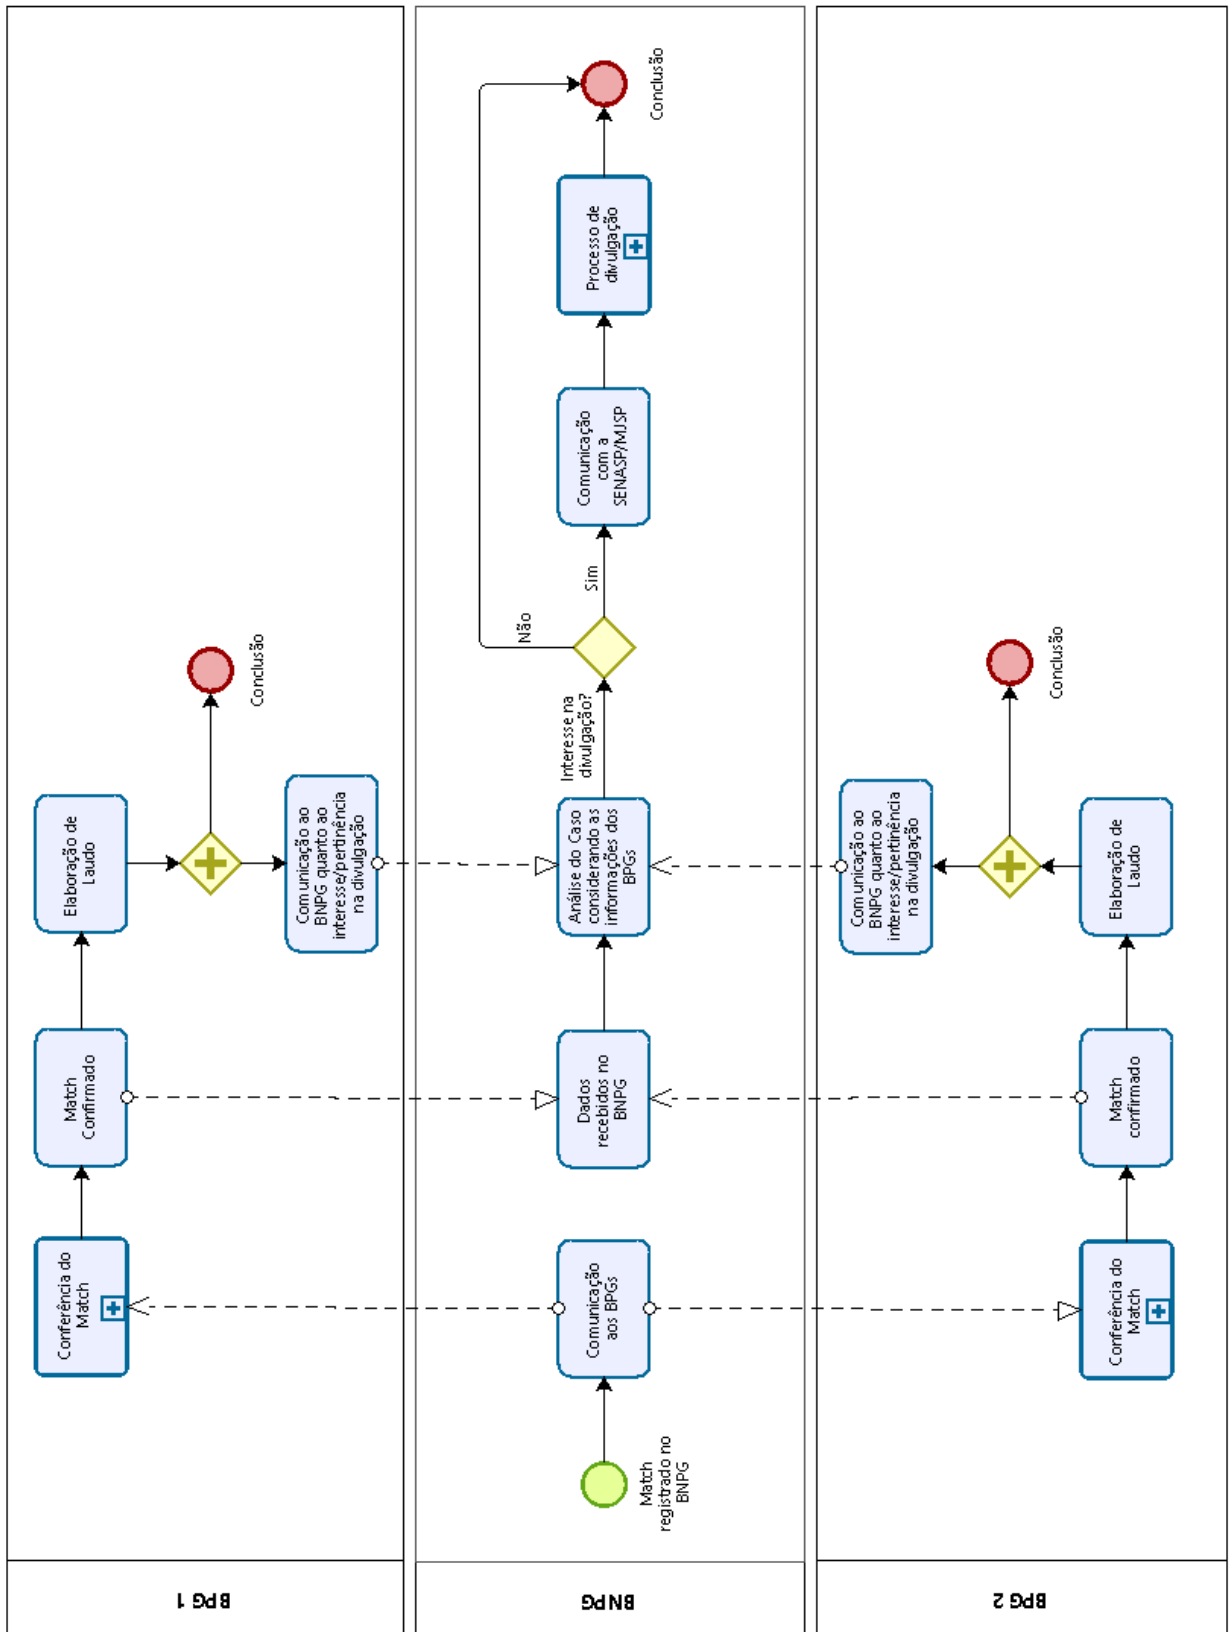 BPG 1
Conferência do
Match
Match
Confirmado
Elaboração de
Laudo
Comunicação ao
BNPG quanto ao
interesse/pertinência
na divulgação
Conclusão
BNPG
Match
registrado no
BNPG
Comunicação
aos BPGs
Dados
recebidos no
BNPG
Análise do Caso
considerando as
informações dos
BPGs
Interesse na
divulgação?
Não
Sim
Comunicação
com a
SENASP/MJSP
Processo de
divulgação
Conclusão
BPG 2
Conferência do
Match
Match
confirmado
Elaboração de
Laudo
Comunicação ao
BNPG quanto ao
interesse/pertinência
na divulgação
Conclusão